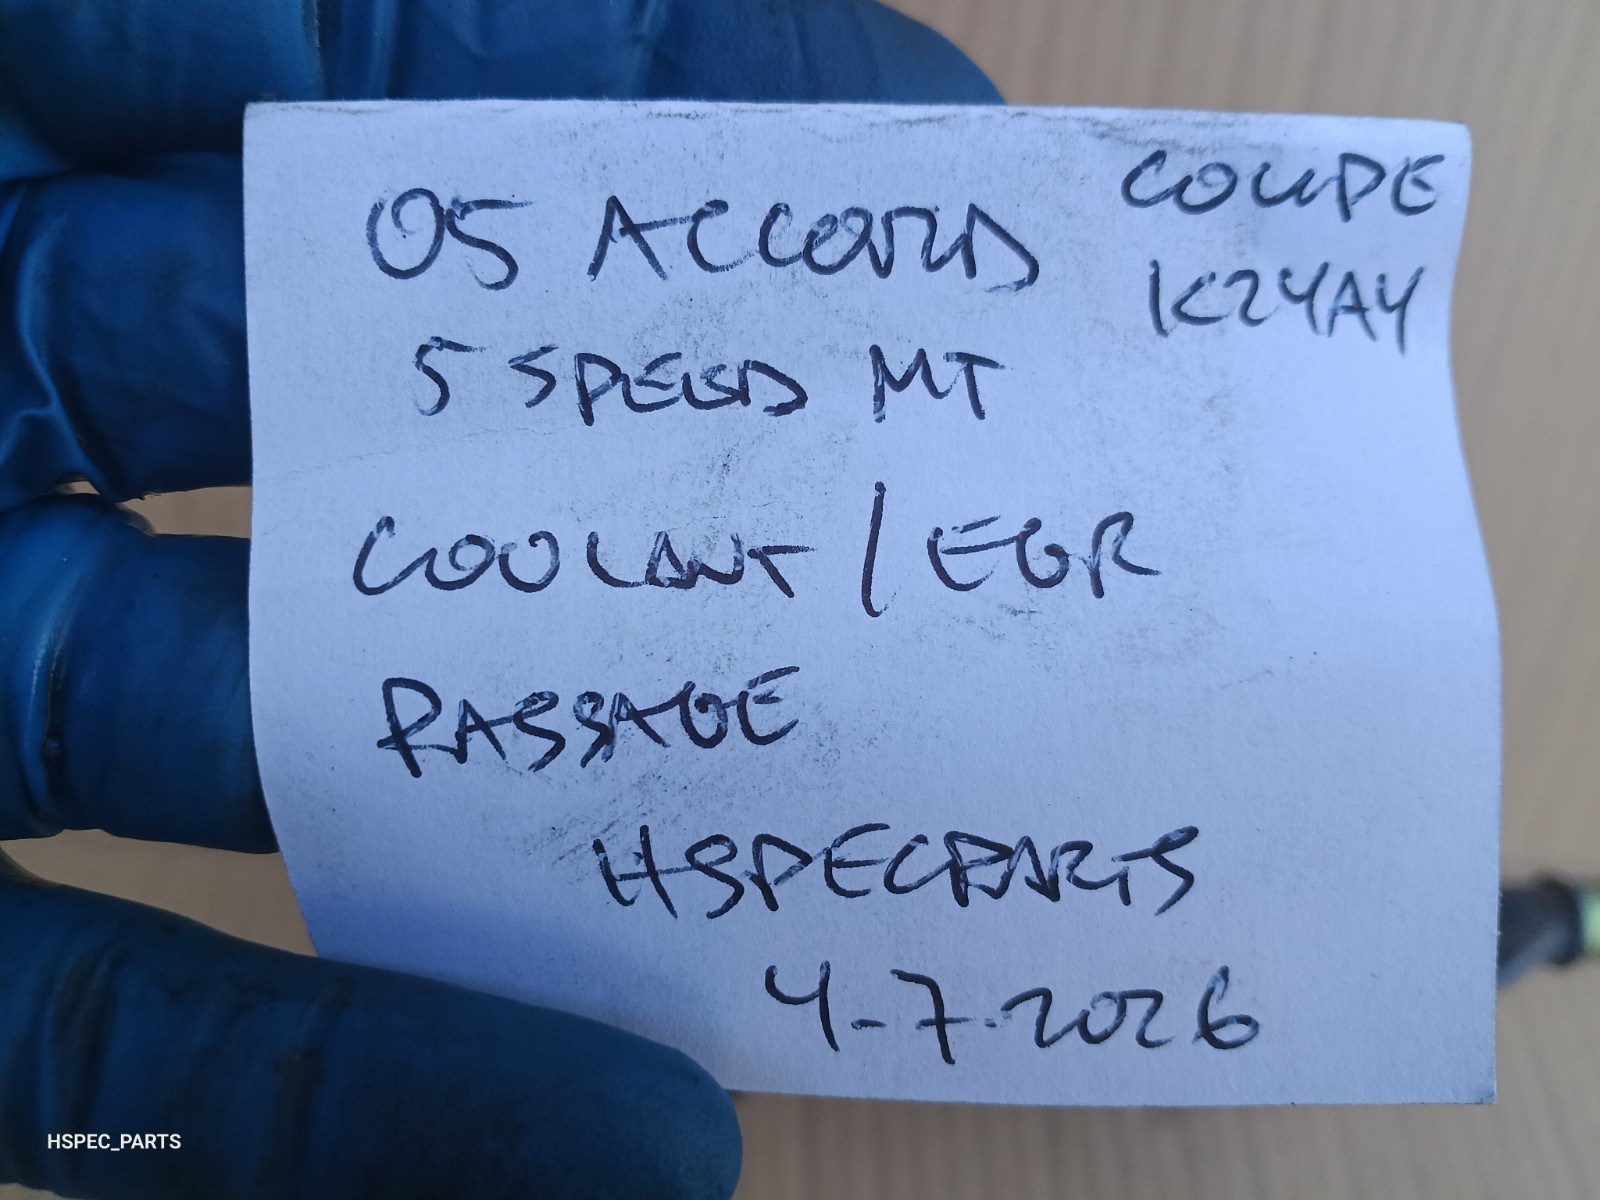 05 ACCORD
COUPE
K24A4
5 SPEED MT
COOLANT / EGR
PASSAGE
HSPECPARTS
4-7-2026
HSPEC_PARTS